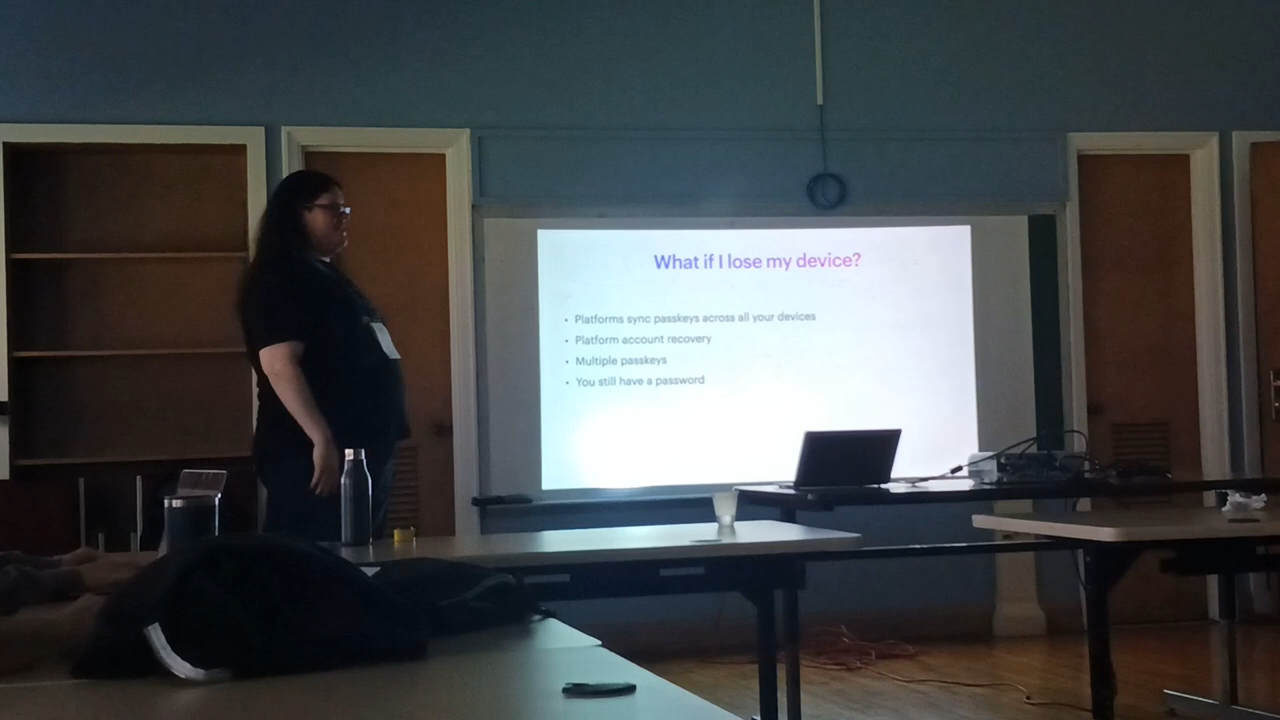 What if I lose my device?
• Platforms sync passkeys across all your devices
• Platform account recovery
• Multiple passkeys
• You still have a password